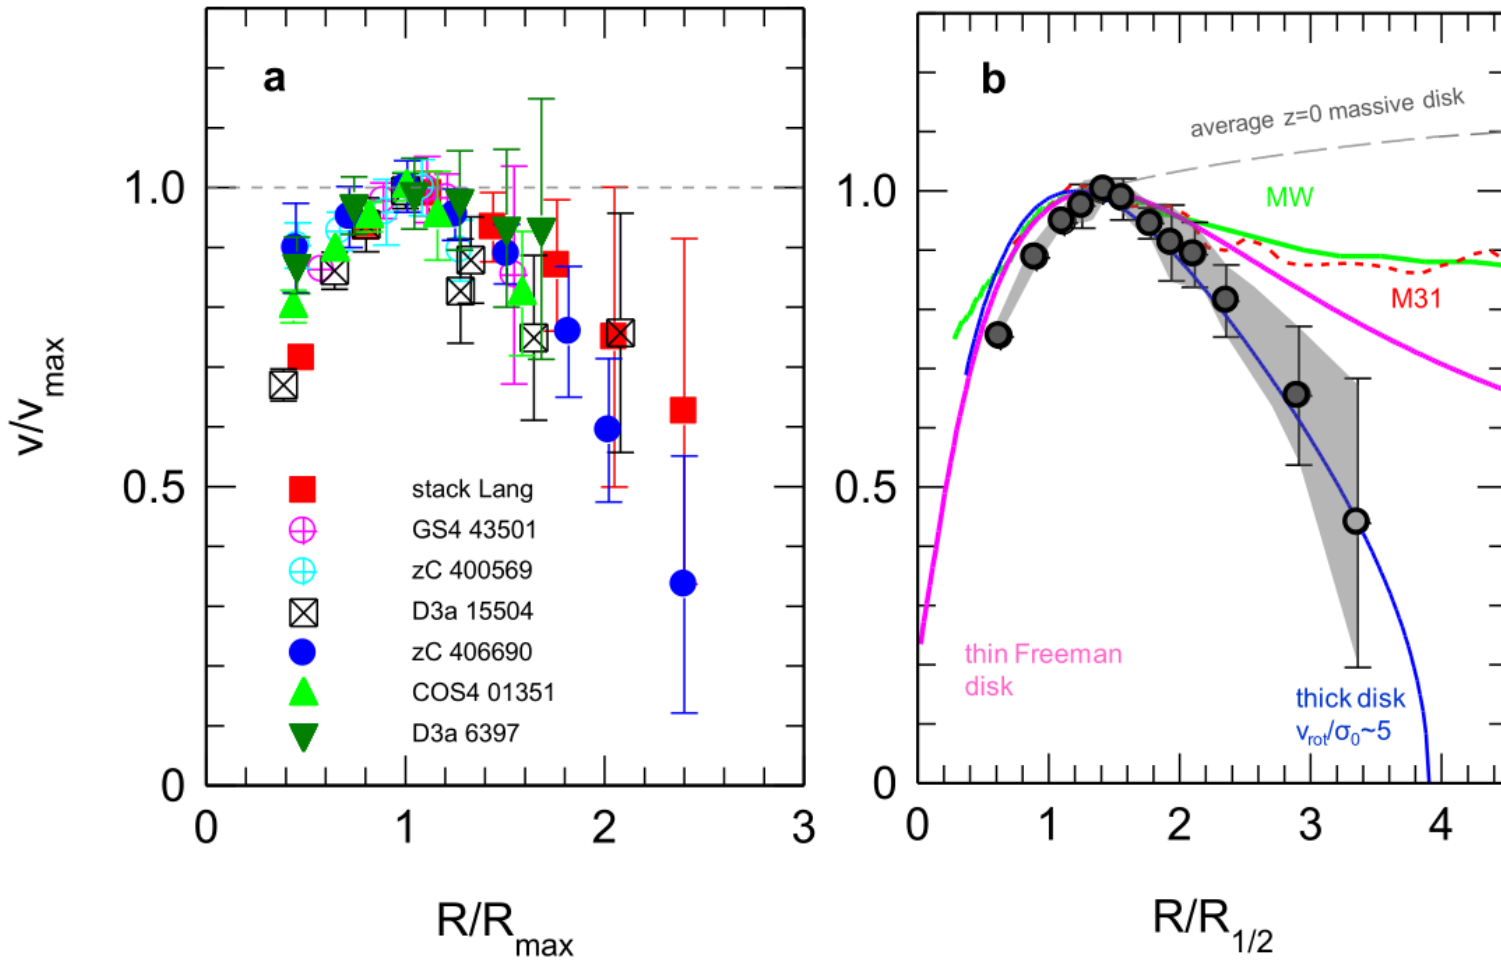 a
v/vmax
1.0
0.5
0
stack Lang
GS4 43501
zC 400569
D3a 15504
zC 406690
COS4 01351
D3a 6397
0 1 2 3
R/Rmax
b
average z=0 massive disk
MW
M31
thin Freeman
disk
thick disk
vrot/σ0~5
1.0
0.5
0
0 1 2 3 4
R/R1/2